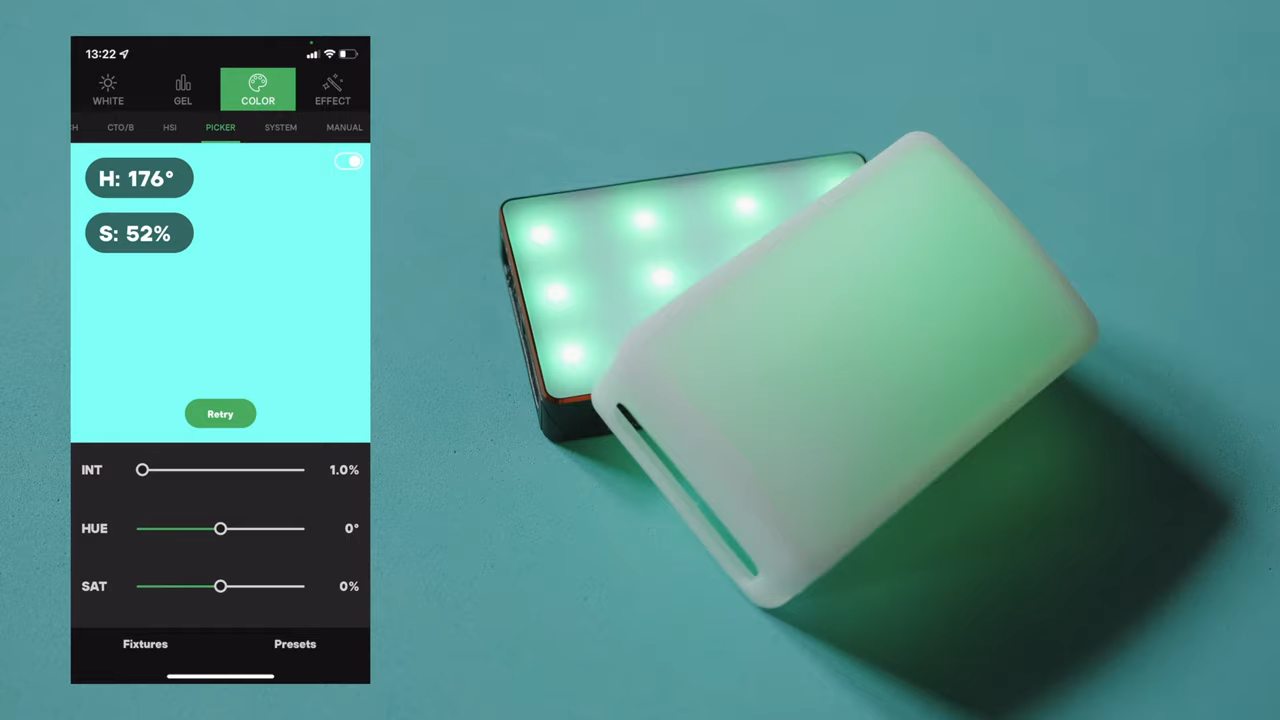 13:22
WHITE GEL COLOR EFFECT
CTO/B HSI PICKER SYSTEM MANUAL
H: 176°
S: 52%
Retry
INT 1.0%
HUE 0°
SAT 0%
Fixtures Presets